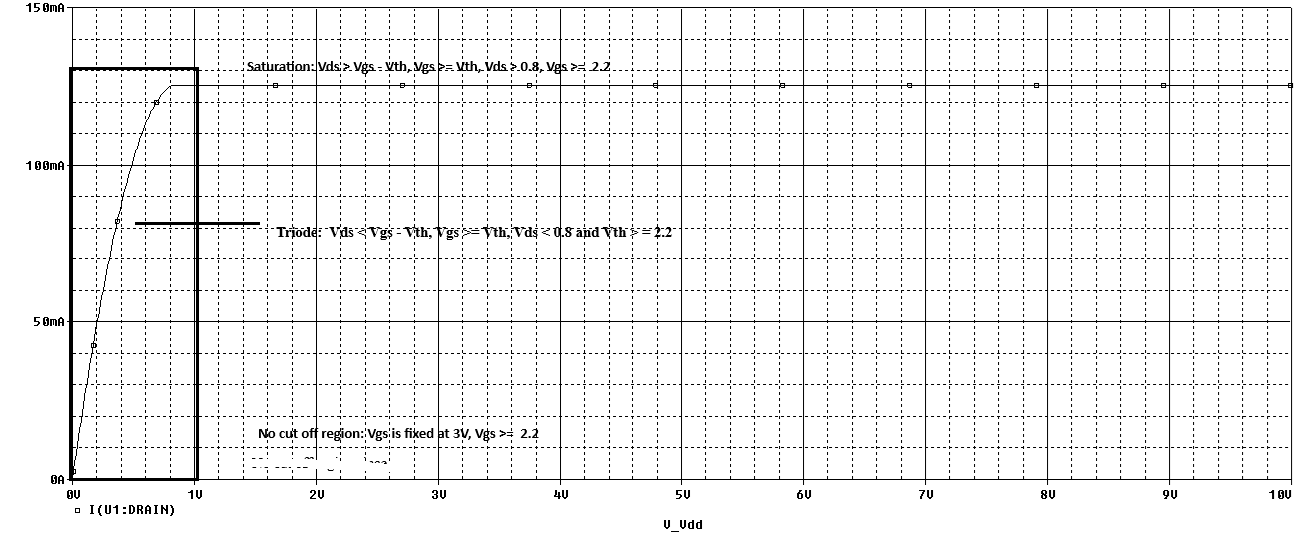 150mA
Saturation: Vds > Vgs - Vth, Vgs >= Vth, Vds > 0.8, Vgs >= 2.2
100mA
Triode: Vds < Vgs - Vth, Vgs >= Vth, Vds < 0.8 and Vth > = 2.2
50mA
No cut off region: Vgs is fixed at 3V, Vgs >= 2.2
0A
0V 1V 2V 3V 4V 5V 6V 7V 8V 9V 10V
I(U1:DRAIN)
V_Vdd